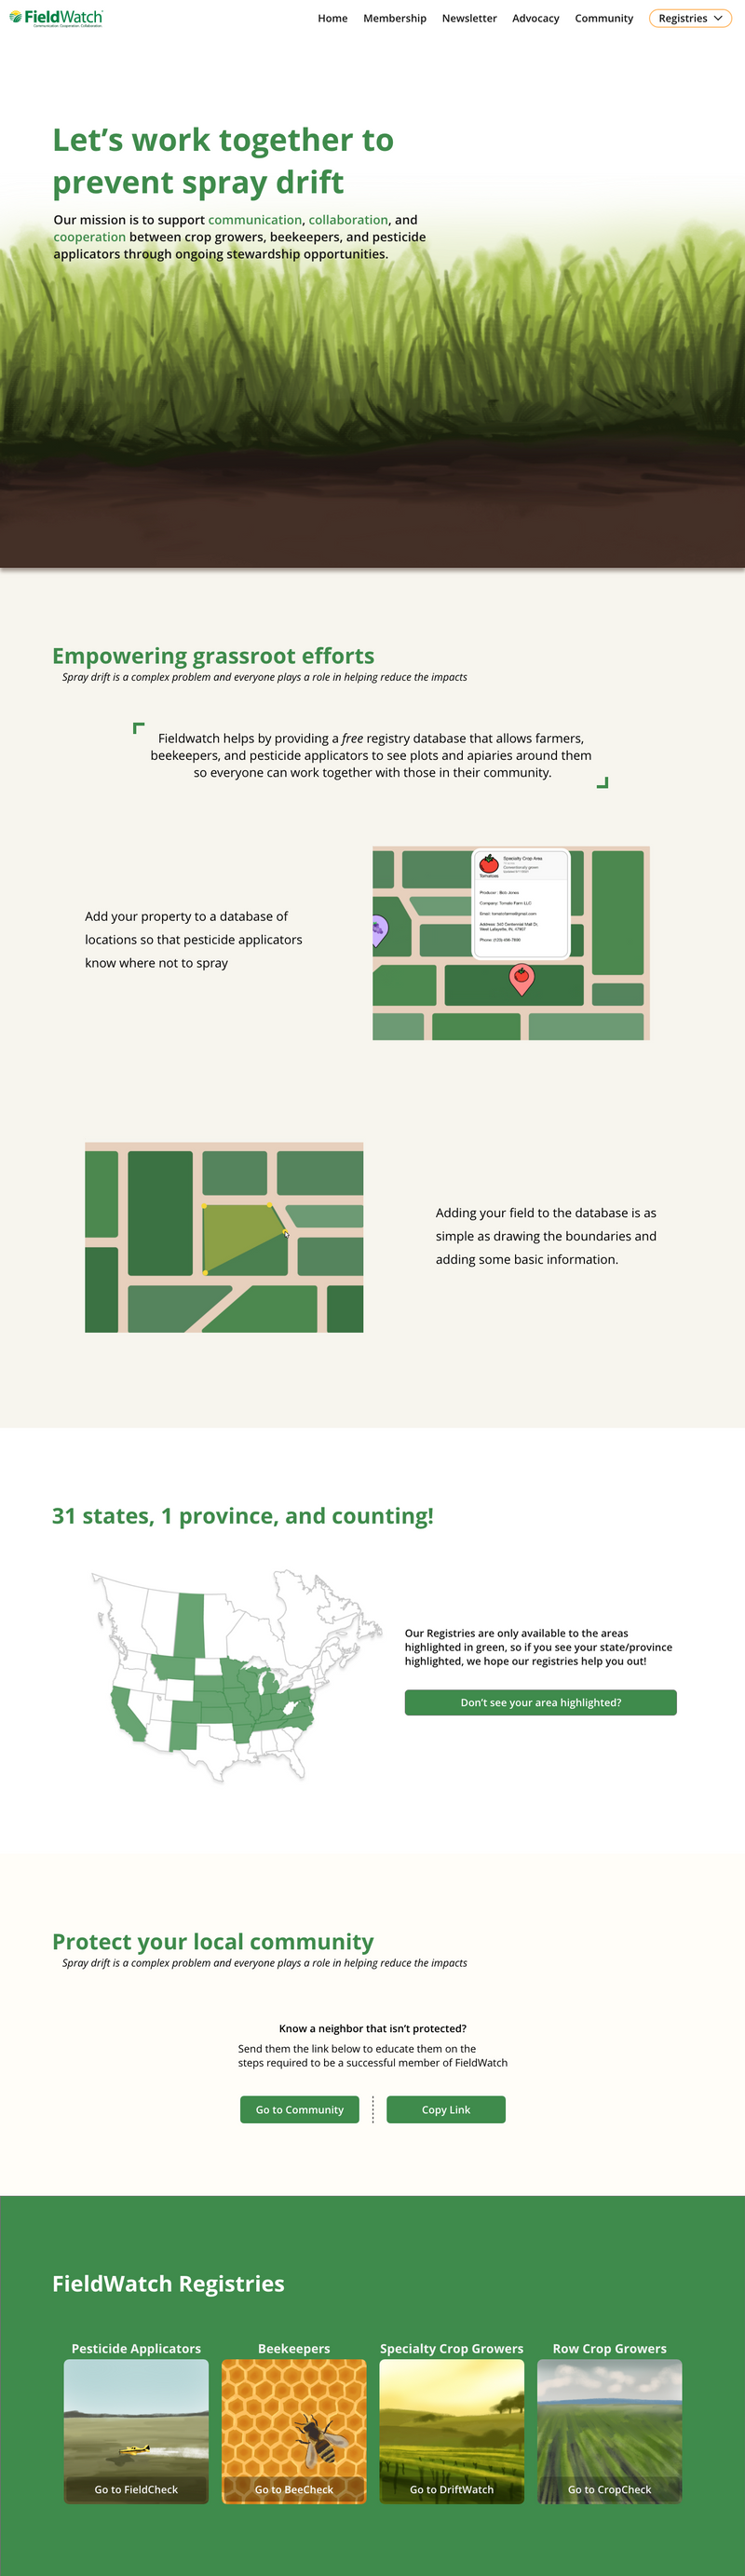 FieldWatch
Communication. Cooperation. Collaboration.
Home Membership Newsletter Advocacy Community Registries
Let’s work together to
prevent spray drift
Our mission is to support communication, collaboration, and
cooperation between crop growers, beekeepers, and pesticide
applicators through ongoing stewardship opportunities.
Empowering grassroot efforts
Spray drift is a complex problem and everyone plays a role in helping reduce the impacts
Fieldwatch helps by providing a free registry database that allows farmers,
beekeepers, and pesticide applicators to see plots and apiaries around them
so everyone can work together with those in their community.
Add your property to a database of
locations so that pesticide applicators
know where not to spray
Specialty Crop Area
Conventionally grown
Tomatoes
Producer: Bob Jones
Company: Tomato Farm LLC
Email: tomatofarms@gmail.com
Address: 343 Centennial Mall Dr,
West Lafayette, IN, 47907
Phone: (123)-456-7890
Adding your field to the database is as
simple as drawing the boundaries and
adding some basic information.
31 states, 1 province, and counting!
Our Registries are only available to the areas
highlighted in green, so if you see your state/province
highlighted, we hope our registries help you out!
Don’t see your area highlighted?
Protect your local community
Spray drift is a complex problem and everyone plays a role in helping reduce the impacts
Know a neighbor that isn’t protected?
Send them the link below to educate them on the
steps required to be a successful member of FieldWatch
Go to Community
Copy Link
FieldWatch Registries
Pesticide Applicators
Go to FieldCheck
Beekeepers
Go to BeeCheck
Specialty Crop Growers
Go to DriftWatch
Row Crop Growers
Go to CropCheck